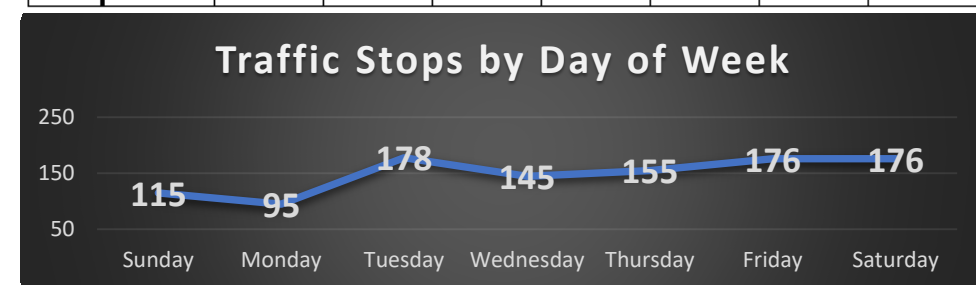 Traffic Stops by Day of Week
250
150
50
115 95 178 145 155 176 176
Sunday Monday Tuesday Wednesday Thursday Friday Saturday